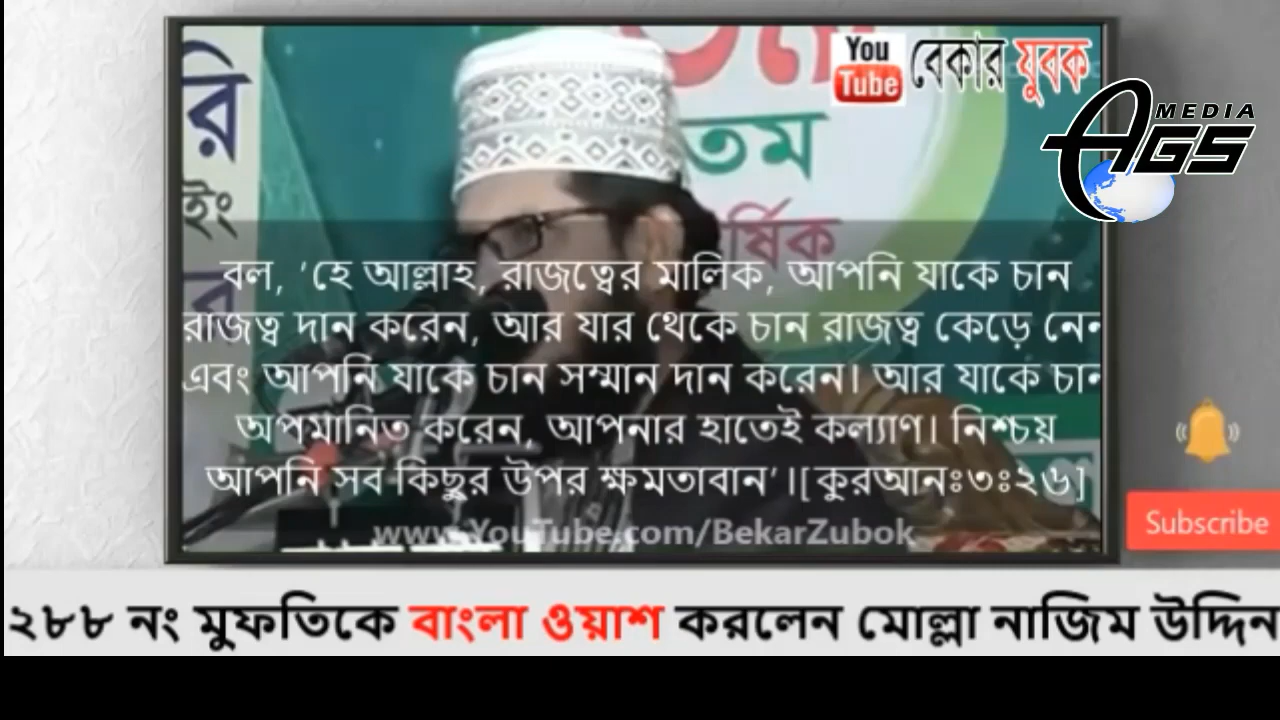 You
Tube
বেকার যুবক
MEDIA
AGS
রি
তম
ইং
র্ষিক
বল, 'হে আল্লাহ, রাজত্বের মালিক, আপনি যাকে চান
রাজত্ব দান করেন, আর যার থেকে চান রাজত্ব কেড়ে নেন
এবং আপনি যাকে চান সম্মান দান করেন। আর যাকে চান
অপমানিত করেন, আপনার হাতেই কল্যাণ। নিশ্চয়
আপনি সব কিছুর উপর ক্ষমতাবান'।[কুরআনঃ৩ঃ২৬]
www.YouTube.com/BekarZubok
Subscribe
২৮৮ নং মুফতিকে বাংলা ওয়াশ করলেন মোল্লা নাজিম উদ্দিন